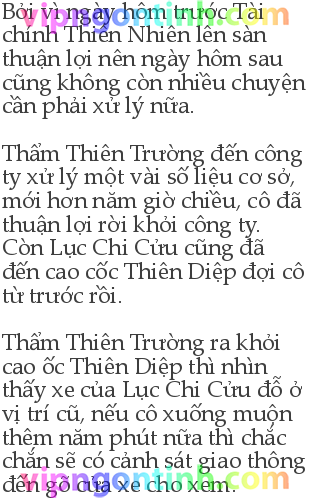 Bởi vì ngày hôm trước Tài
chính Thiên Nhiên lên sàn
thuận lợi nên ngày hôm sau
cũng không còn nhiều chuyện
cần phải xử lý nữa.
Thẩm Thiên Trường đến công
ty xử lý một vài số liệu cơ sở,
mới hơn năm giờ chiều, cô đã
thuận lợi rời khỏi công ty.
Còn Lục Chi Cửu cũng đã
đến cao cốc Thiên Diệp đợi cô
từ trước rồi.
Thẩm Thiên Trường ra khỏi
cao ốc Thiên Diệp thì nhìn
thấy xe của Lục Chi Cửu đỗ ở
vị trí cũ, nếu cô xuống muộn
thêm năm phút nữa thì chắc
chắn sẽ có cảnh sát giao thông
đến gõ cửa xe cho xem.
vipngontinh.com
vipngontinh.com